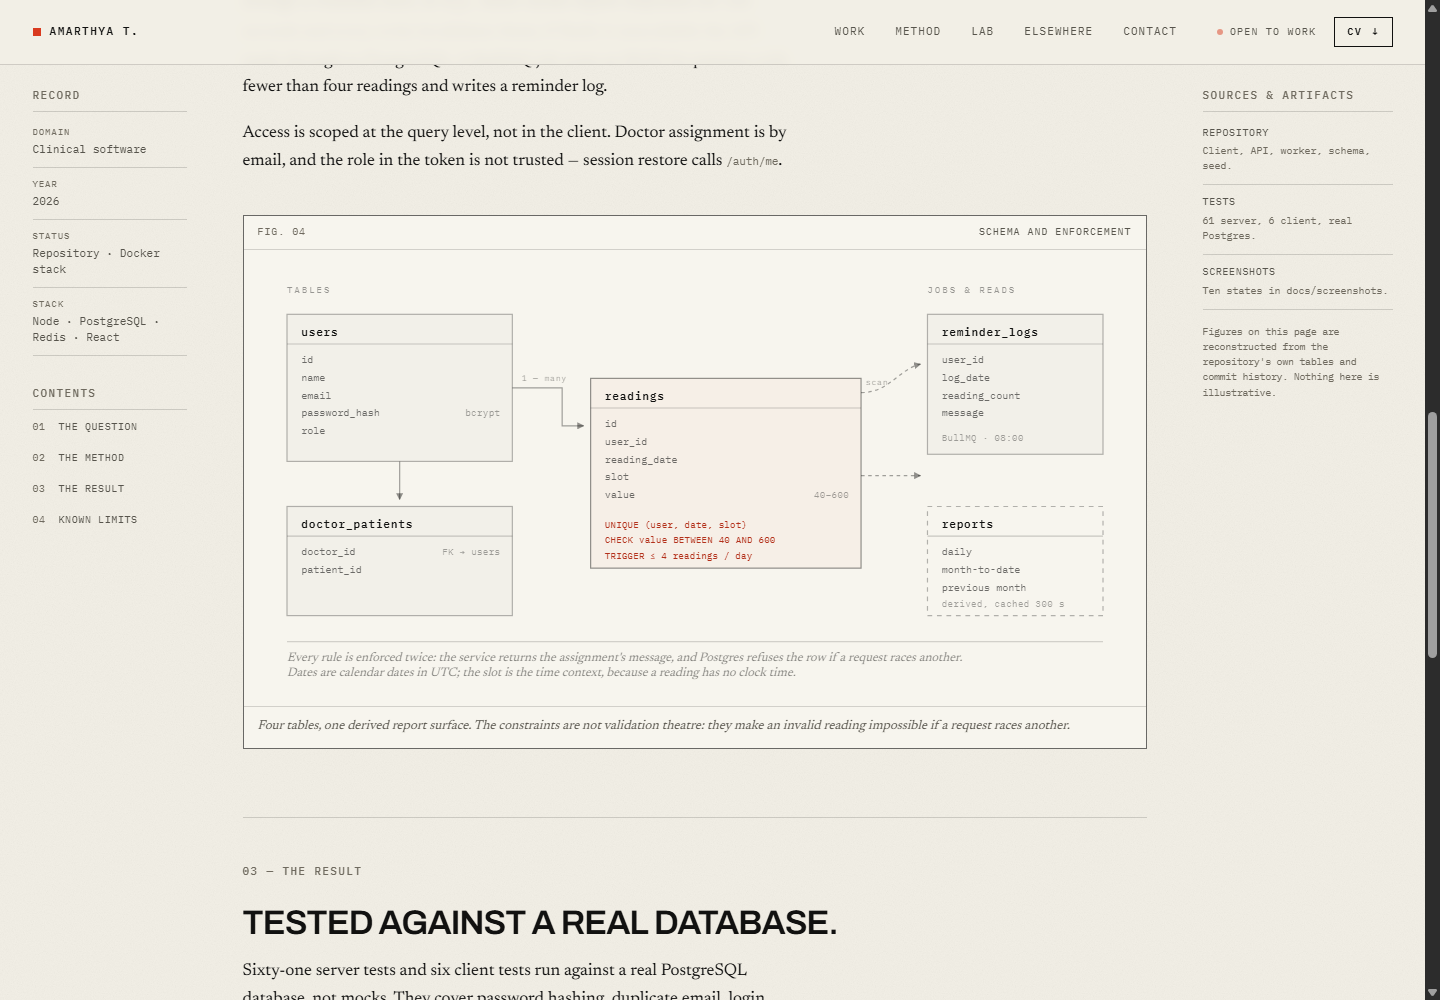 AMARTHYA T.
WORK METHOD LAB ELSEWHERE CONTACT OPEN TO WORK CV ↓
RECORD
DOMAIN
Clinical software
YEAR
2026
STATUS
Repository · Docker
stack
STACK
Node · PostgreSQL ·
Redis · React
CONTENTS
01 THE QUESTION
02 THE METHOD
03 THE RESULT
04 KNOWN LIMITS
fewer than four readings and writes a reminder log.
Access is scoped at the query level, not in the client. Doctor assignment is by
email, and the role in the token is not trusted — session restore calls /auth/me.
FIG. 04 SCHEMA AND ENFORCEMENT
TABLES
users
id
name
email
password_hash bcrypt
role
1 — many
doctor_patients
doctor_id PK → users
patient_id
readings
id
user_id
reading_date
slot
value 40–600
UNIQUE (user, date, slot)
CHECK value BETWEEN 40 AND 600
TRIGGER ≤ 4 readings / day
scan
JOBS & READS
reminder_logs
user_id
log_date
reading_count
message
BullMQ · 08:00
reports
daily
month-to-date
previous month
derived, cached 300 s
Every rule is enforced twice: the service returns the assignment's message, and Postgres refuses the row if a request races another.
Dates are calendar dates in UTC; the slot is the time context, because a reading has no clock time.
Four tables, one derived report surface. The constraints are not validation theatre: they make an invalid reading impossible if a request races another.
03 — THE RESULT
TESTED AGAINST A REAL DATABASE.
Sixty-one server tests and six client tests run against a real PostgreSQL
database, not mocks. They cover password hashing, duplicate email, login
SOURCES & ARTIFACTS
REPOSITORY
Client, API, worker, schema,
seed.
TESTS
61 server, 6 client, real
Postgres.
SCREENSHOTS
Ten states in docs/screenshots.
Figures on this page are
reconstructed from the
repository's own tables and
commit history. Nothing here is
illustrative.